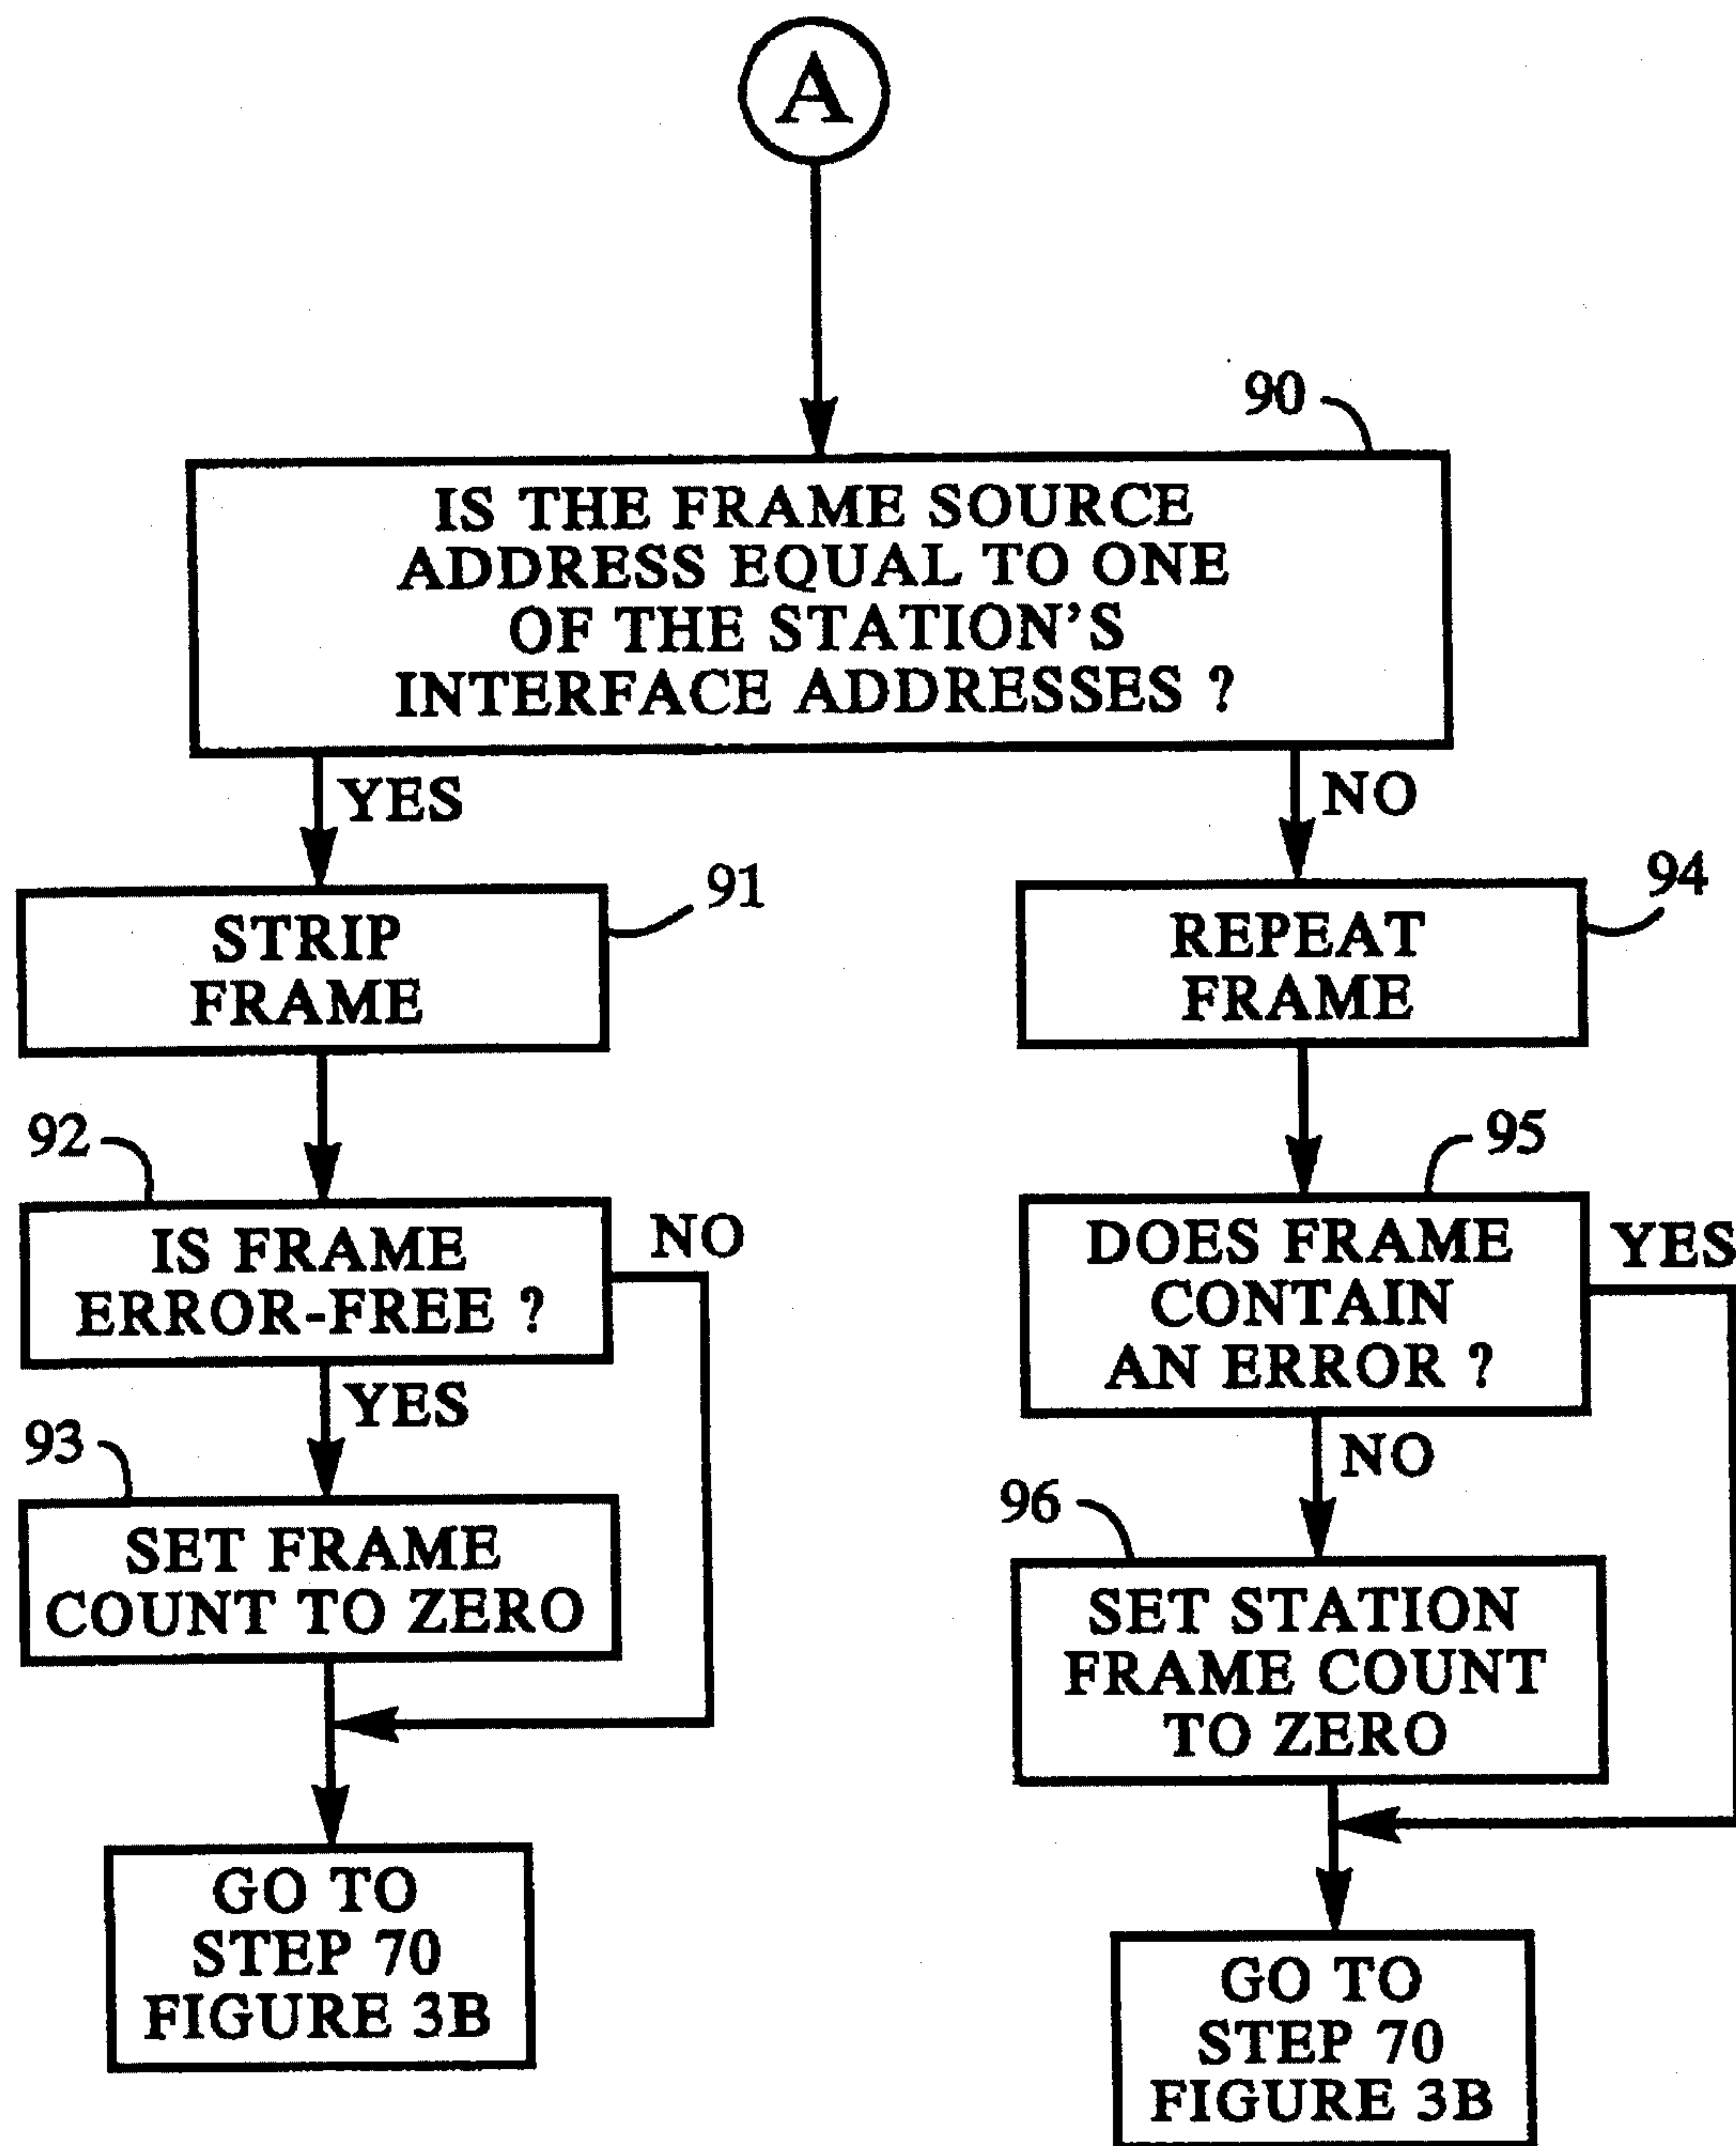 A
90
IS THE FRAME SOURCE
ADDRESS EQUAL TO ONE
OF THE STATION'S
INTERFACE ADDRESSES ?
YES
NO
91
STRIP
FRAME
94
REPEAT
FRAME
92
IS FRAME
ERROR-FREE ?
NO
YES
95
DOES FRAME
CONTAIN
AN ERROR ?
YES
NO
93
SET FRAME
COUNT TO ZERO
96
SET STATION
FRAME COUNT
TO ZERO
GO TO
STEP 70
FIGURE 3B
GO TO
STEP 70
FIGURE 3B